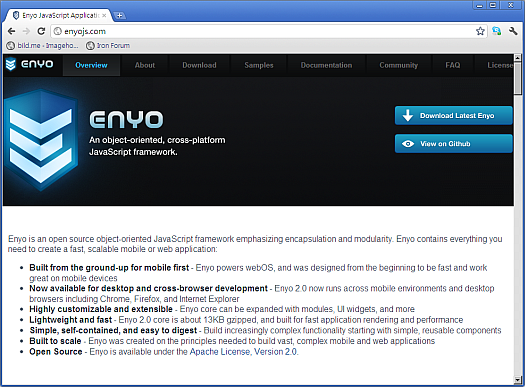 Enyo JavaScript Applicatio
enyojs.com
bild.me - Imageho... Iron Forum
ENYO Overview About Download Samples Documentation Community FAQ License
ENYO
An object-oriented, cross-platform
JavaScript framework.
Download Latest Enyo
View on Github
Enyo is an open source object-oriented JavaScript framework emphasizing encapsulation and modularity. Enyo contains everything you
need to create a fast, scalable mobile or web application:
Built from the ground-up for mobile first - Enyo powers webOS, and was designed from the beginning to be fast and work
great on mobile devices
Now available for desktop and cross-browser development - Enyo 2.0 now runs across mobile environments and desktop
browsers including Chrome, Firefox, and Internet Explorer
Highly customizable and extensible - Enyo core can be expanded with modules, UI widgets, and more
Lightweight and fast - Enyo 2.0 core is about 13KB gzipped, and built for fast application rendering and performance
Simple, self-contained, and easy to digest - Build increasingly complex functionality starting with simple, reusable components
Built to scale - Enyo was created on the principles needed to build vast, complex mobile and web applications
Open Source - Enyo is available under the Apache License, Version 2.0.